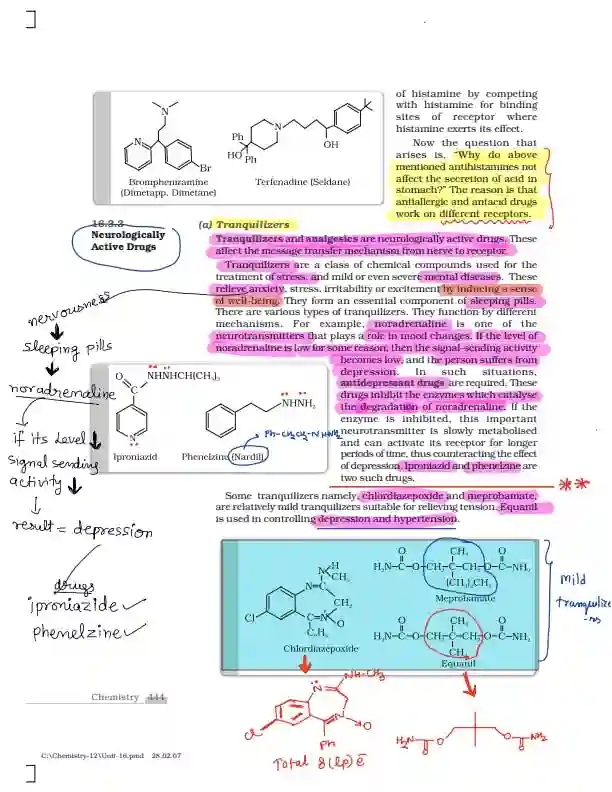 of histamine by competing
with histamine for binding
sites of receptor where
histamine exerts its effect.
Now the question that
arises is, "Why do above
mentioned antihistamines not
affect the secretion of acid in
stomach?" The reason is that
antiallergic and antacid drugs
work on different receptors.
N
N
Br
Brompheniramine
(Dimetapp, Dimetane)
Ph
HO
Ph
N
OH
Terfenadine (Seldane)
16.3.3
Neurologically
Active Drugs
(a) Tranquilizers
Tranquilizers and analgesics are neurologically active drugs. These
affect the message transfer mechanism from nerve to receptor.
Tranquilizers are a class of chemical compounds used for the
treatment of stress, and mild or even severe mental diseases. These
relieve anxiety, stress, irritability or excitement by inducing a sense
of well-being. They form an essential component of sleeping pills.
There are various types of tranquilizers. They function by different
mechanisms. For example, noradrenaline is one of the
neurotransmitters that plays a role in mood changes. If the level of
noradrenaline is low for some reason, then the signal-sending activity
becomes low, and the person suffers from
depression. In such situations,
antidepressant drugs are required. These
drugs inhibit the enzymes which catalyse
the degradation of noradrenaline. If the
enzyme is inhibited, this important
neurotransmitter is slowly metabolised
and can activate its receptor for longer
periods of time, thus counteracting the effect
of depression. Iproniazid and phenelzine are
two such drugs.
**
nervousness
sleeping pills
noradrenaline
if its level
signal sending
activity
result = depression
drugs
iproniazide
phenelzine
O
NHNHCH(CH₃)₂
C
N
Iproniazid
NHNH₂
Ph-CH₂CH₂-NHNH₂
Phenelzine (Nardil)
Some tranquilizers namely, chlordiazepoxide and meprobamate,
are relatively mild tranquilizers suitable for relieving tension. Equanil
is used in controlling depression and hypertension.
Chlordiazepoxide
Meprobamate
Equanil
mild
Cl
NH-CH₃
N
N
O
Cl
Ph
Total 8(lp) ē
H₂N
O
O
O
O
NH₂
Chemistry 444
C:\Chemistry-12\Unit-16.pmd 28.02.07